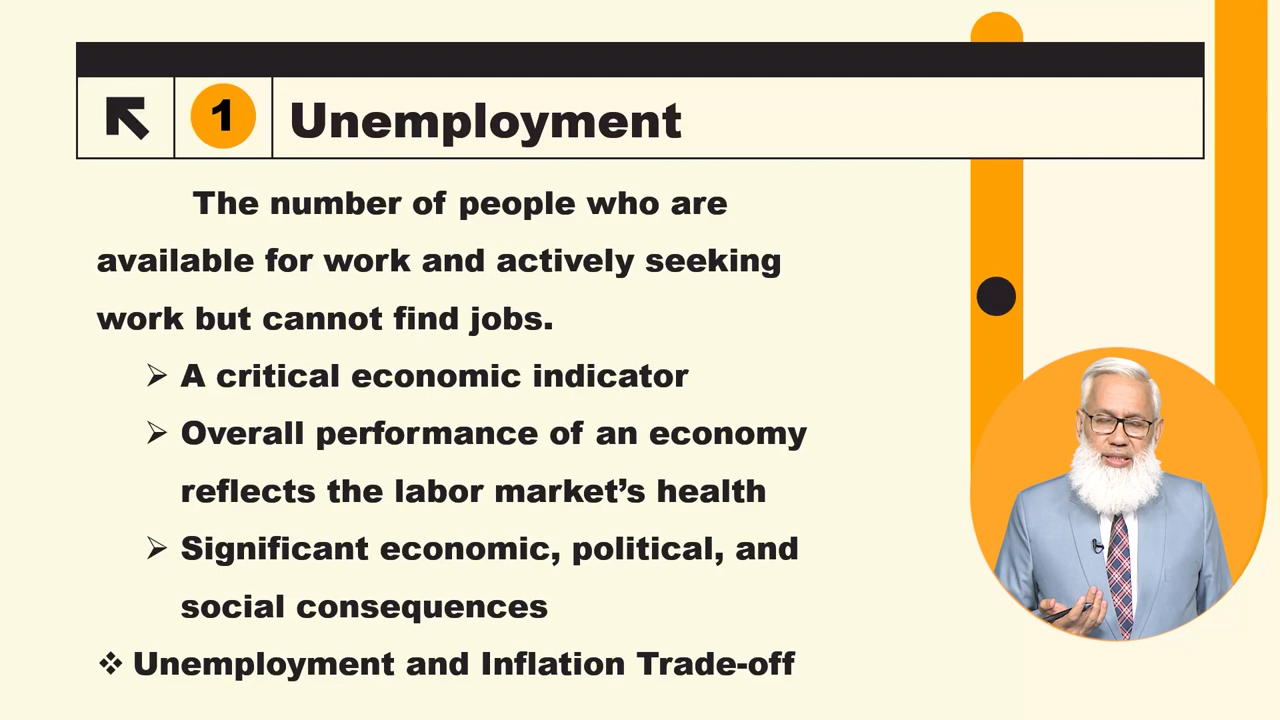 1
Unemployment
The number of people who are
available for work and actively seeking
work but cannot find jobs.
➢ A critical economic indicator
➢ Overall performance of an economy
reflects the labor market’s health
➢ Significant economic, political, and
social consequences
❖ Unemployment and Inflation Trade-off